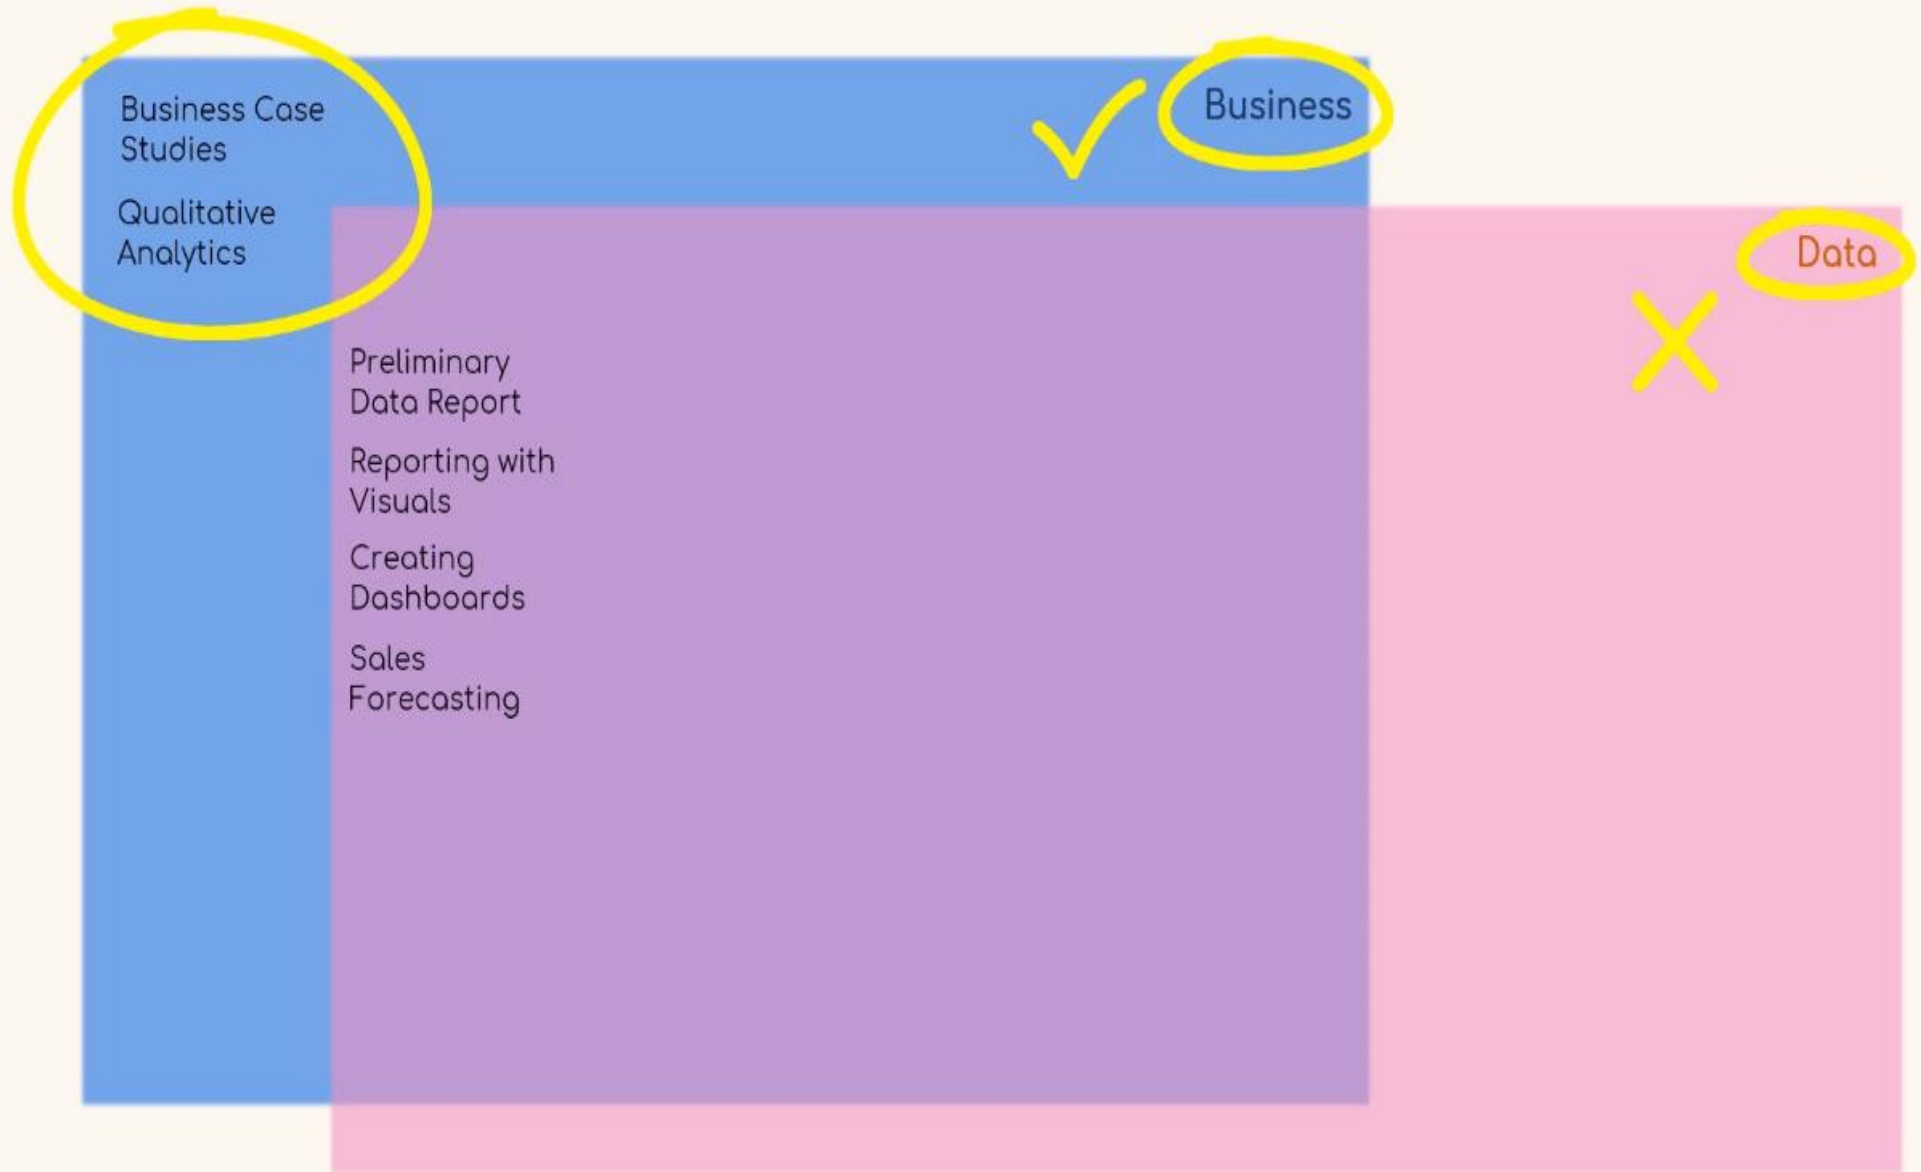 Business Case
Studies
Business
Qualitative
Analytics
Data
Preliminary
Data Report
Reporting with
Visuals
Creating
Dashboards
Sales
Forecasting